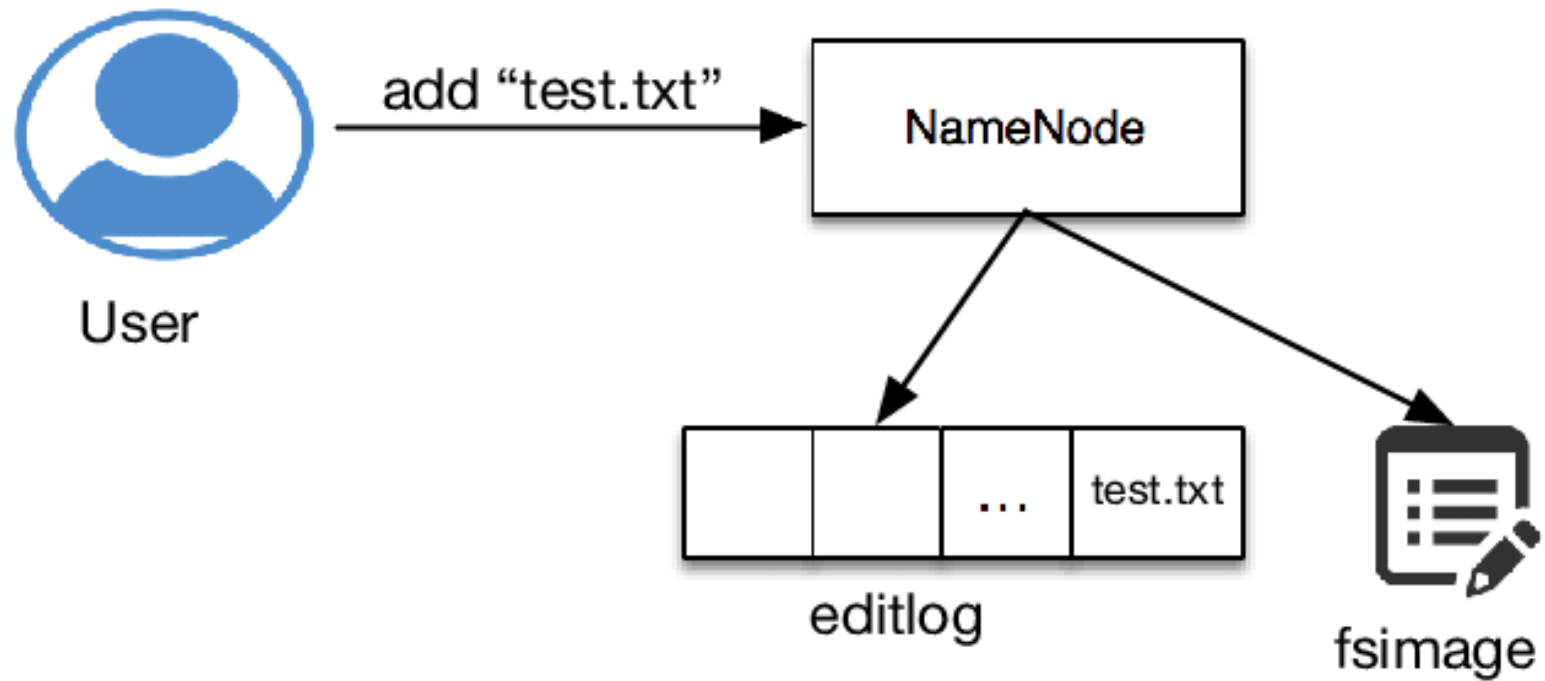 add “test.txt”
NameNode
User
...
test.txt
editlog
fsimage